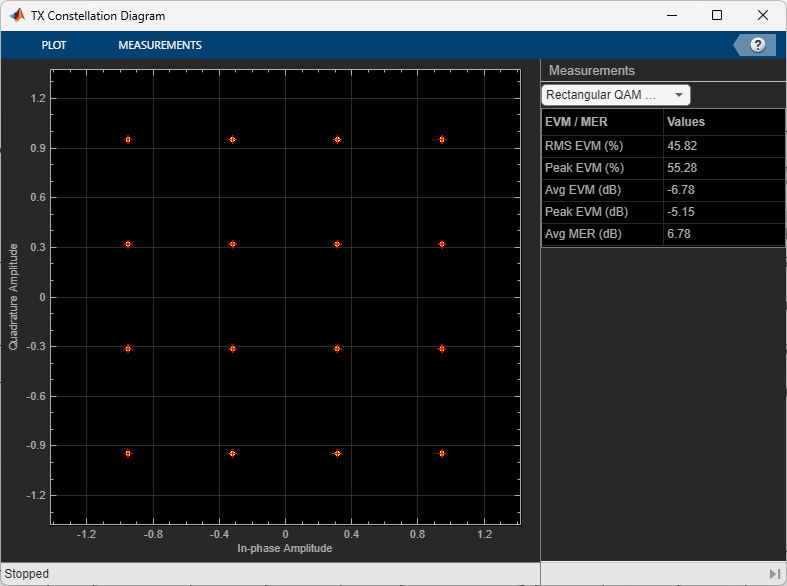 TX Constellation Diagram
PLOT MEASUREMENTS ?
Measurements
Rectangular QAM ...
EVM / MER Values
RMS EVM (%) 45.82
Peak EVM (%) 55.28
Avg EVM (dB) -6.78
Peak EVM (dB) -5.15
Avg MER (dB) 6.78
Quadrature Amplitude
1.2
0.9
0.6
0.3
0
-0.3
-0.6
-0.9
-1.2
-1.2 -0.8 -0.4 0 0.4 0.8 1.2
In-phase Amplitude
Stopped